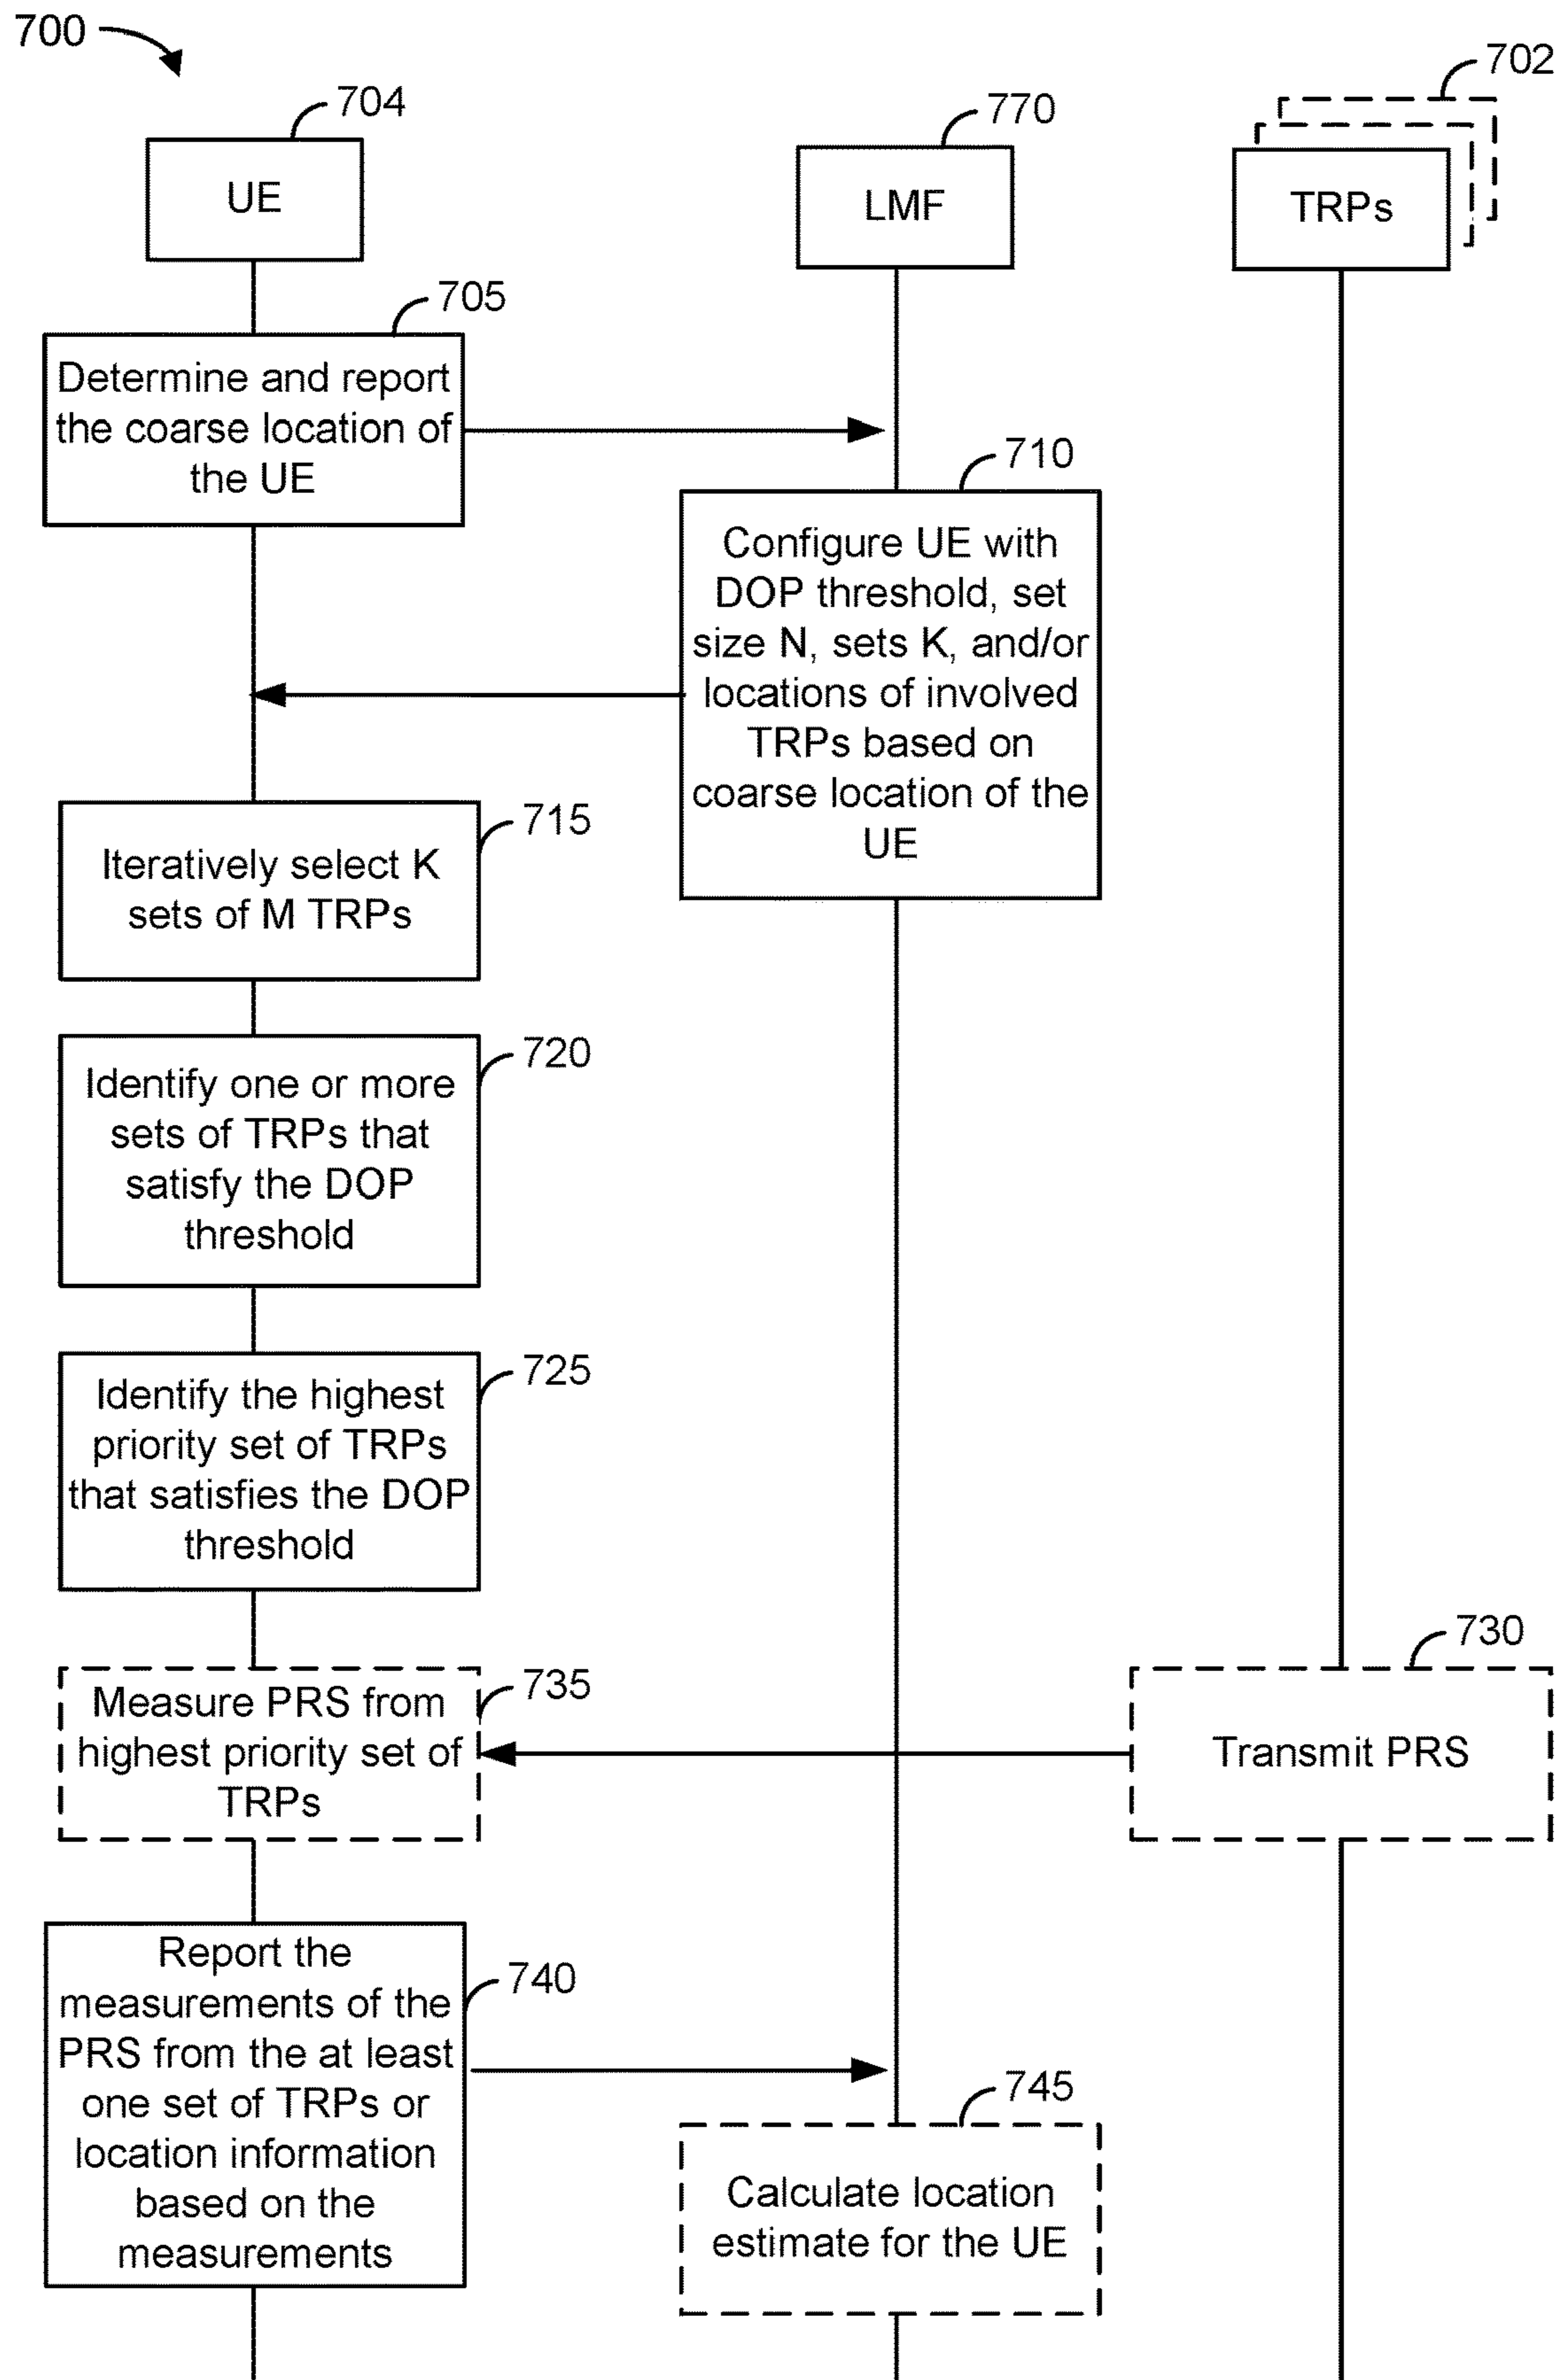 700
704
UE
770
LMF
702
TRPs
705
Determine and report
the coarse location of
the UE
710
Configure UE with
DOP threshold, set
size N, sets K, and/or
locations of involved
TRPs based on
coarse location of the
UE
715
Iteratively select K
sets of M TRPs
720
Identify one or more
sets of TRPs that
satisfy the DOP
threshold
725
Identify the highest
priority set of TRPs
that satisfies the DOP
threshold
730
Transmit PRS
735
Measure PRS from
highest priority set of
TRPs
740
Report the
measurements of the
PRS from the at least
one set of TRPs or
location information
based on the
measurements
745
Calculate location
estimate for the UE